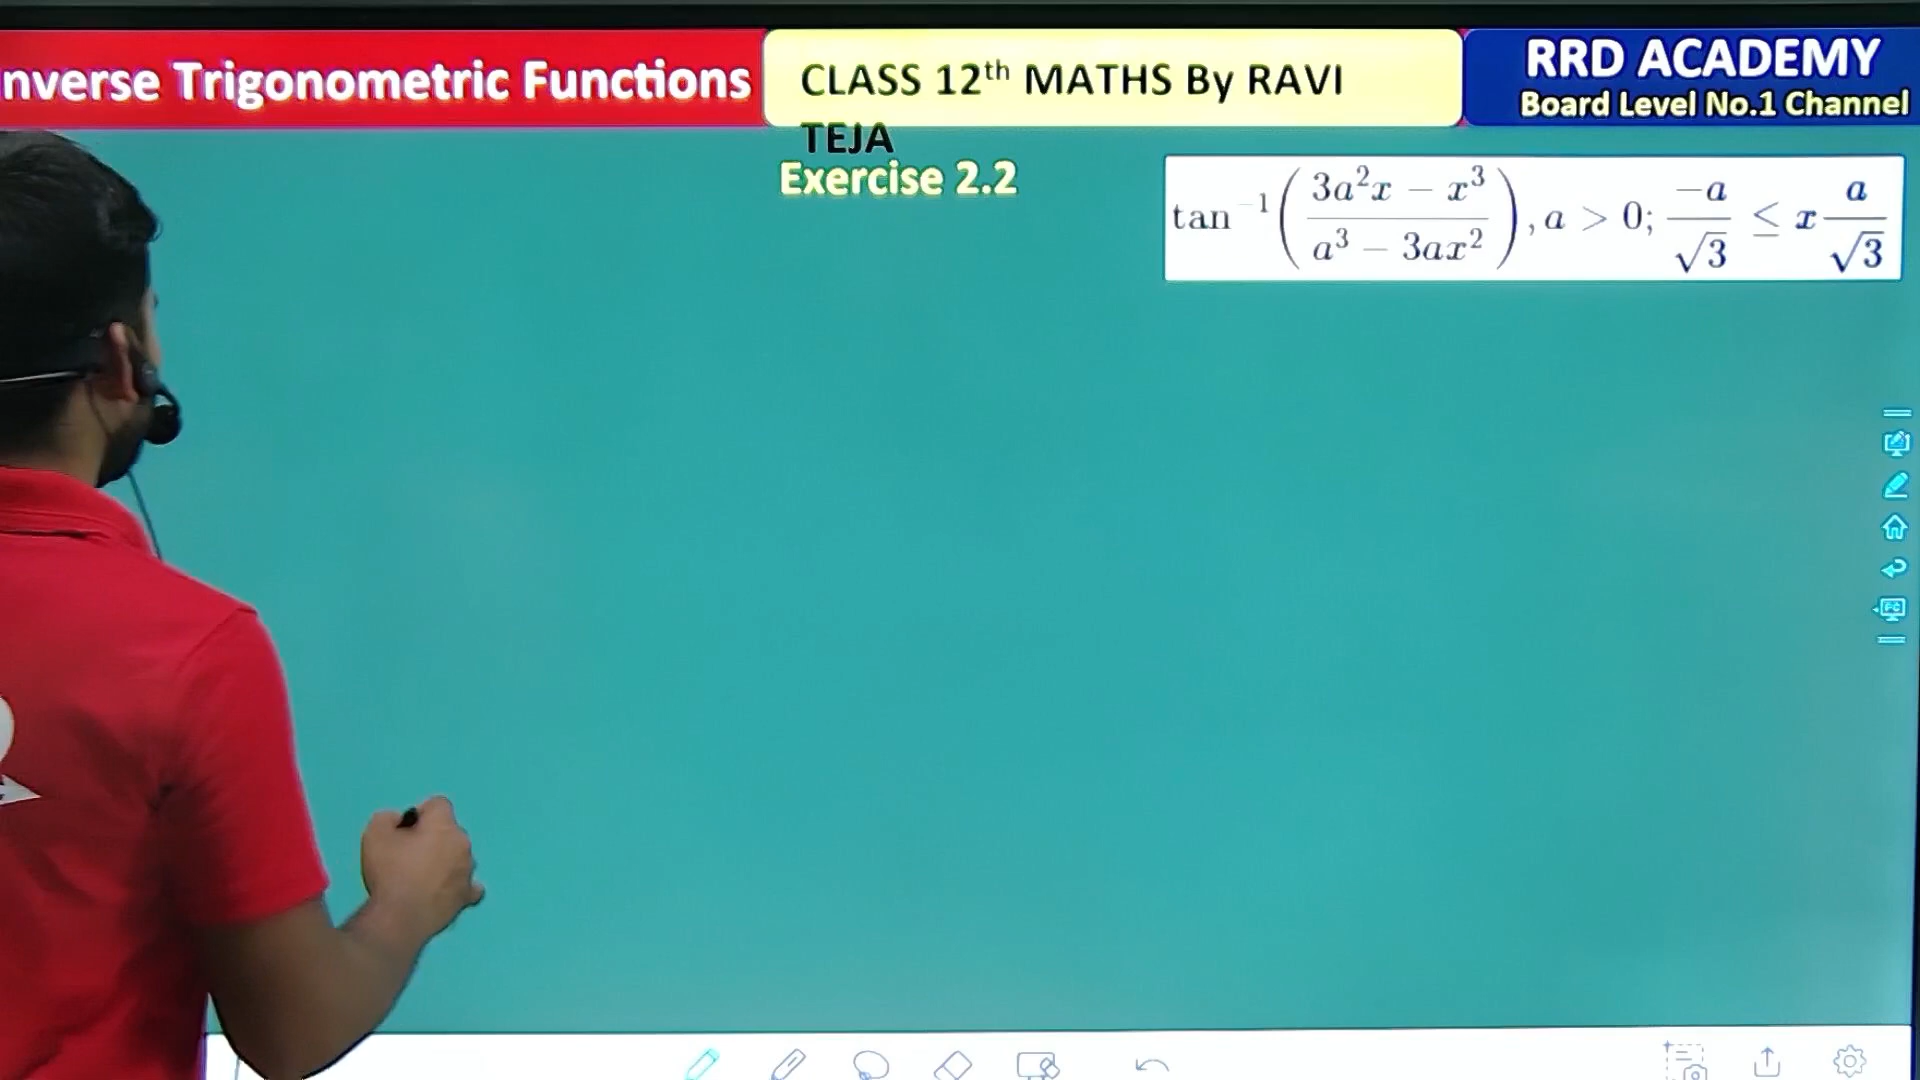 nverse Trigonometric Functions
CLASS 12th MATHS By RAVI
TEJA
RRD ACADEMY
Board Level No.1 Channel
Exercise 2.2
tan⁻¹((3a²x − x³)/(a³ − 3ax²)), a > 0; −a/√3 ≤ x a/√3
PC